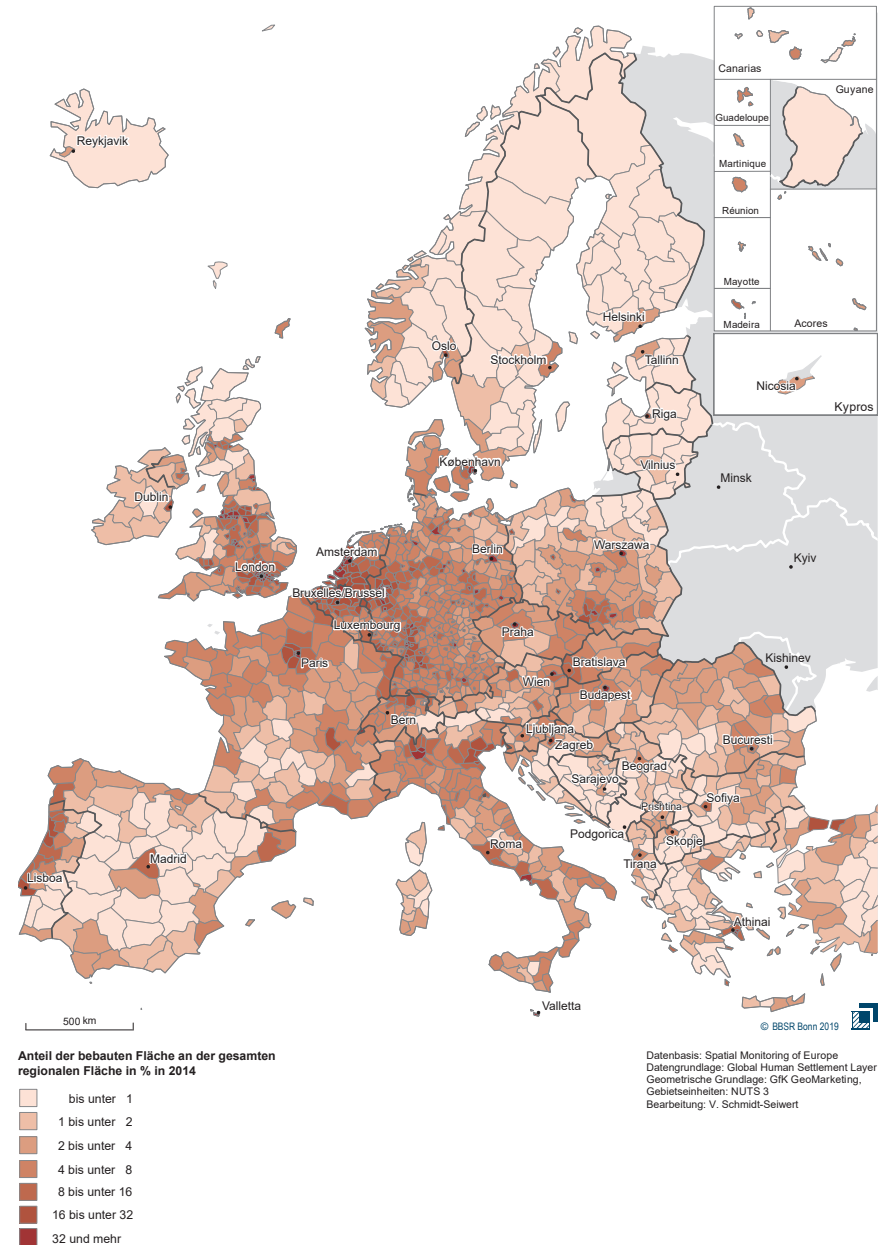 Canarias
Guyane
Guadeloupe
Martinique
Réunion
Mayotte
Madeira
Acores
Nicosia
Kypros
Reykjavik
Helsinki
Oslo
Stockholm
Tallinn
Riga
København
Vilnius
Minsk
Dublin
Amsterdam
Berlin
Warszawa
London
Kyiv
Bruxelles/Brussel
Luxembourg
Praha
Paris
Kishinev
Bratislava
Wien
Budapest
Bern
Ljubljana
Zagreb
Bucuresti
Beograd
Sarajevo
Prishtina
Sofiya
Podgorica
Skopje
Roma
Tirana
Madrid
Lisboa
Athinai
Valletta
500 km
© BBSR Bonn 2019
Anteil der bebauten Fläche an der gesamten
regionalen Fläche in % in 2014
bis unter 1
1 bis unter 2
2 bis unter 4
4 bis unter 8
8 bis unter 16
16 bis unter 32
32 und mehr
Datenbasis: Spatial Monitoring of Europe
Datengrundlage: Global Human Settlement Layer
Geometrische Grundlage: GfK GeoMarketing,
Gebietseinheiten: NUTS 3
Bearbeitung: V. Schmidt-Seiwert